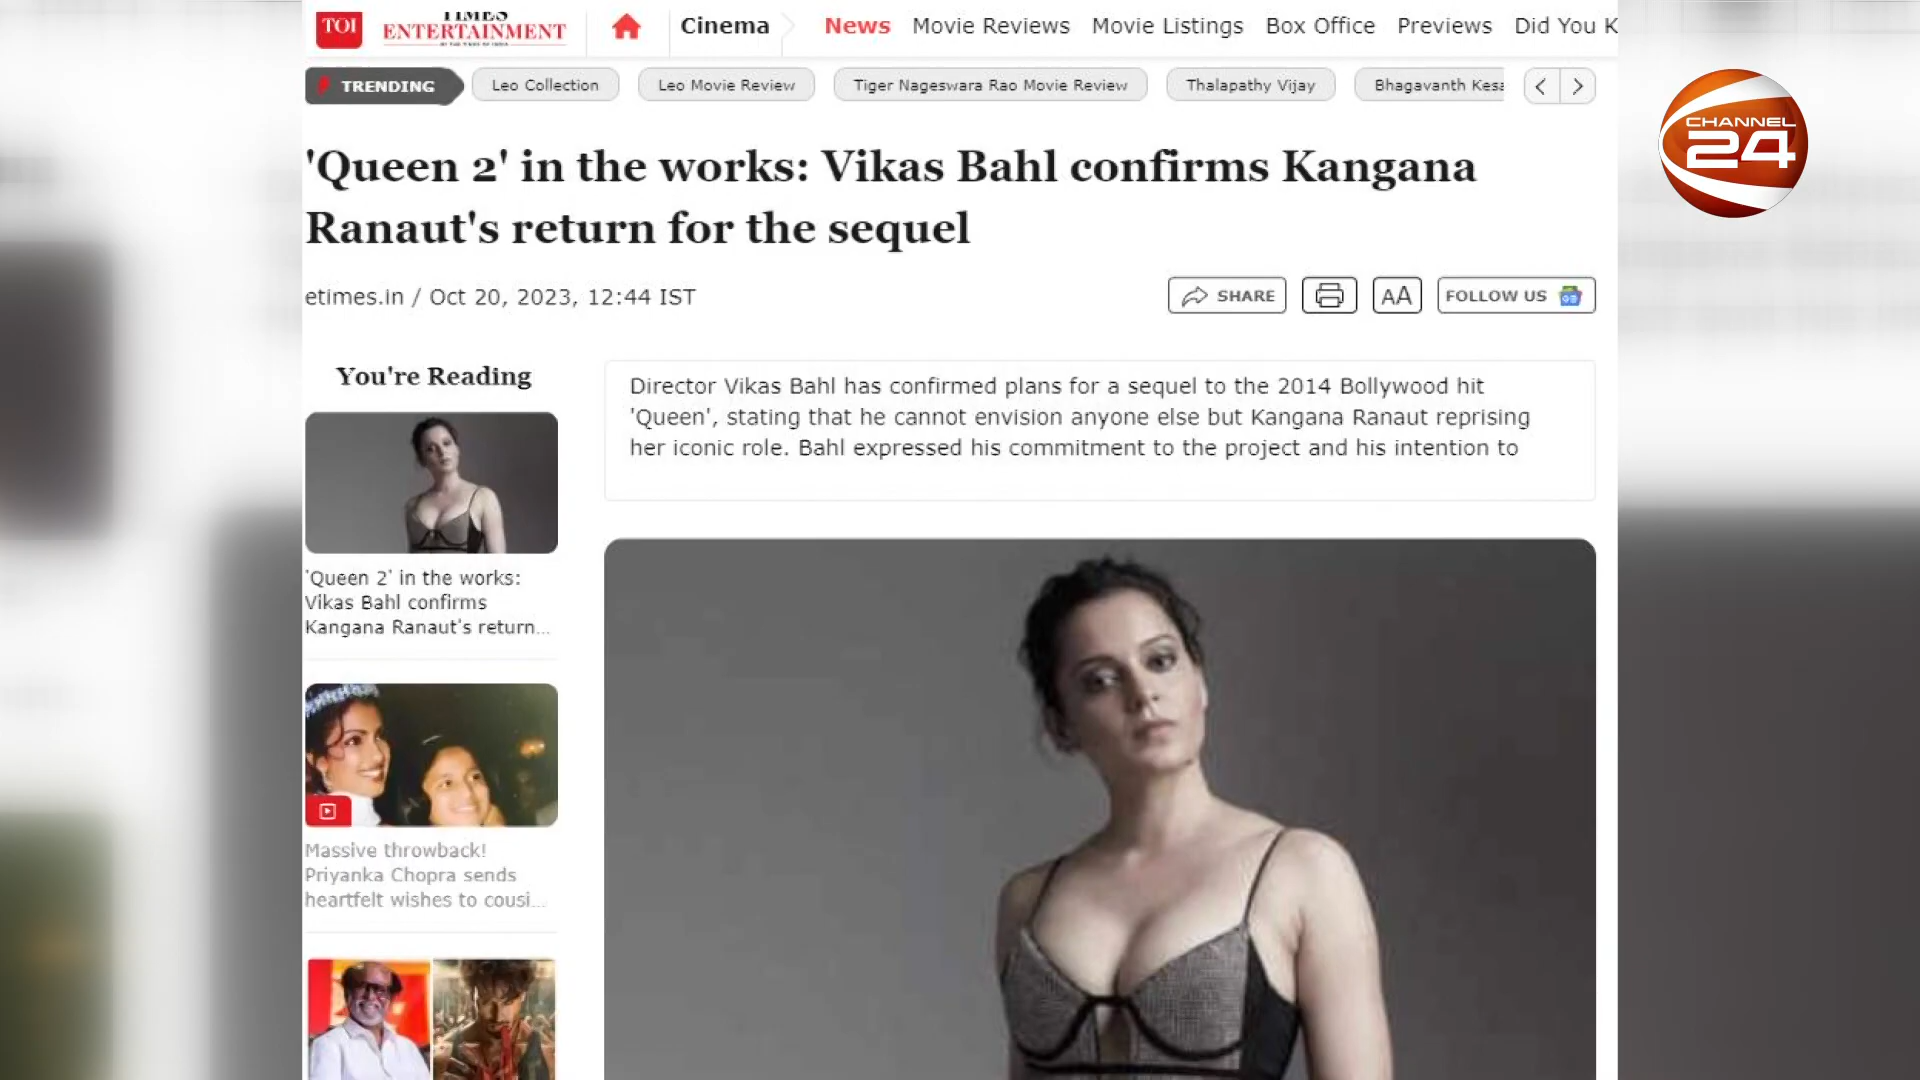 TOI
TIMES
ENTERTAINMENT
Cinema
News
Movie Reviews
Movie Listings
Box Office
Previews
Did You K
TRENDING
Leo Collection
Leo Movie Review
Tiger Nageswara Rao Movie Review
Thalapathy Vijay
Bhagavanth Kesa
CHANNEL
24
'Queen 2' in the works: Vikas Bahl confirms Kangana
Ranaut's return for the sequel
etimes.in / Oct 20, 2023, 12:44 IST
SHARE
AA
FOLLOW US
You're Reading
'Queen 2' in the works:
Vikas Bahl confirms
Kangana Ranaut's return...
Massive throwback!
Priyanka Chopra sends
heartfelt wishes to cousi...
Director Vikas Bahl has confirmed plans for a sequel to the 2014 Bollywood hit
'Queen', stating that he cannot envision anyone else but Kangana Ranaut reprising
her iconic role. Bahl expressed his commitment to the project and his intention to